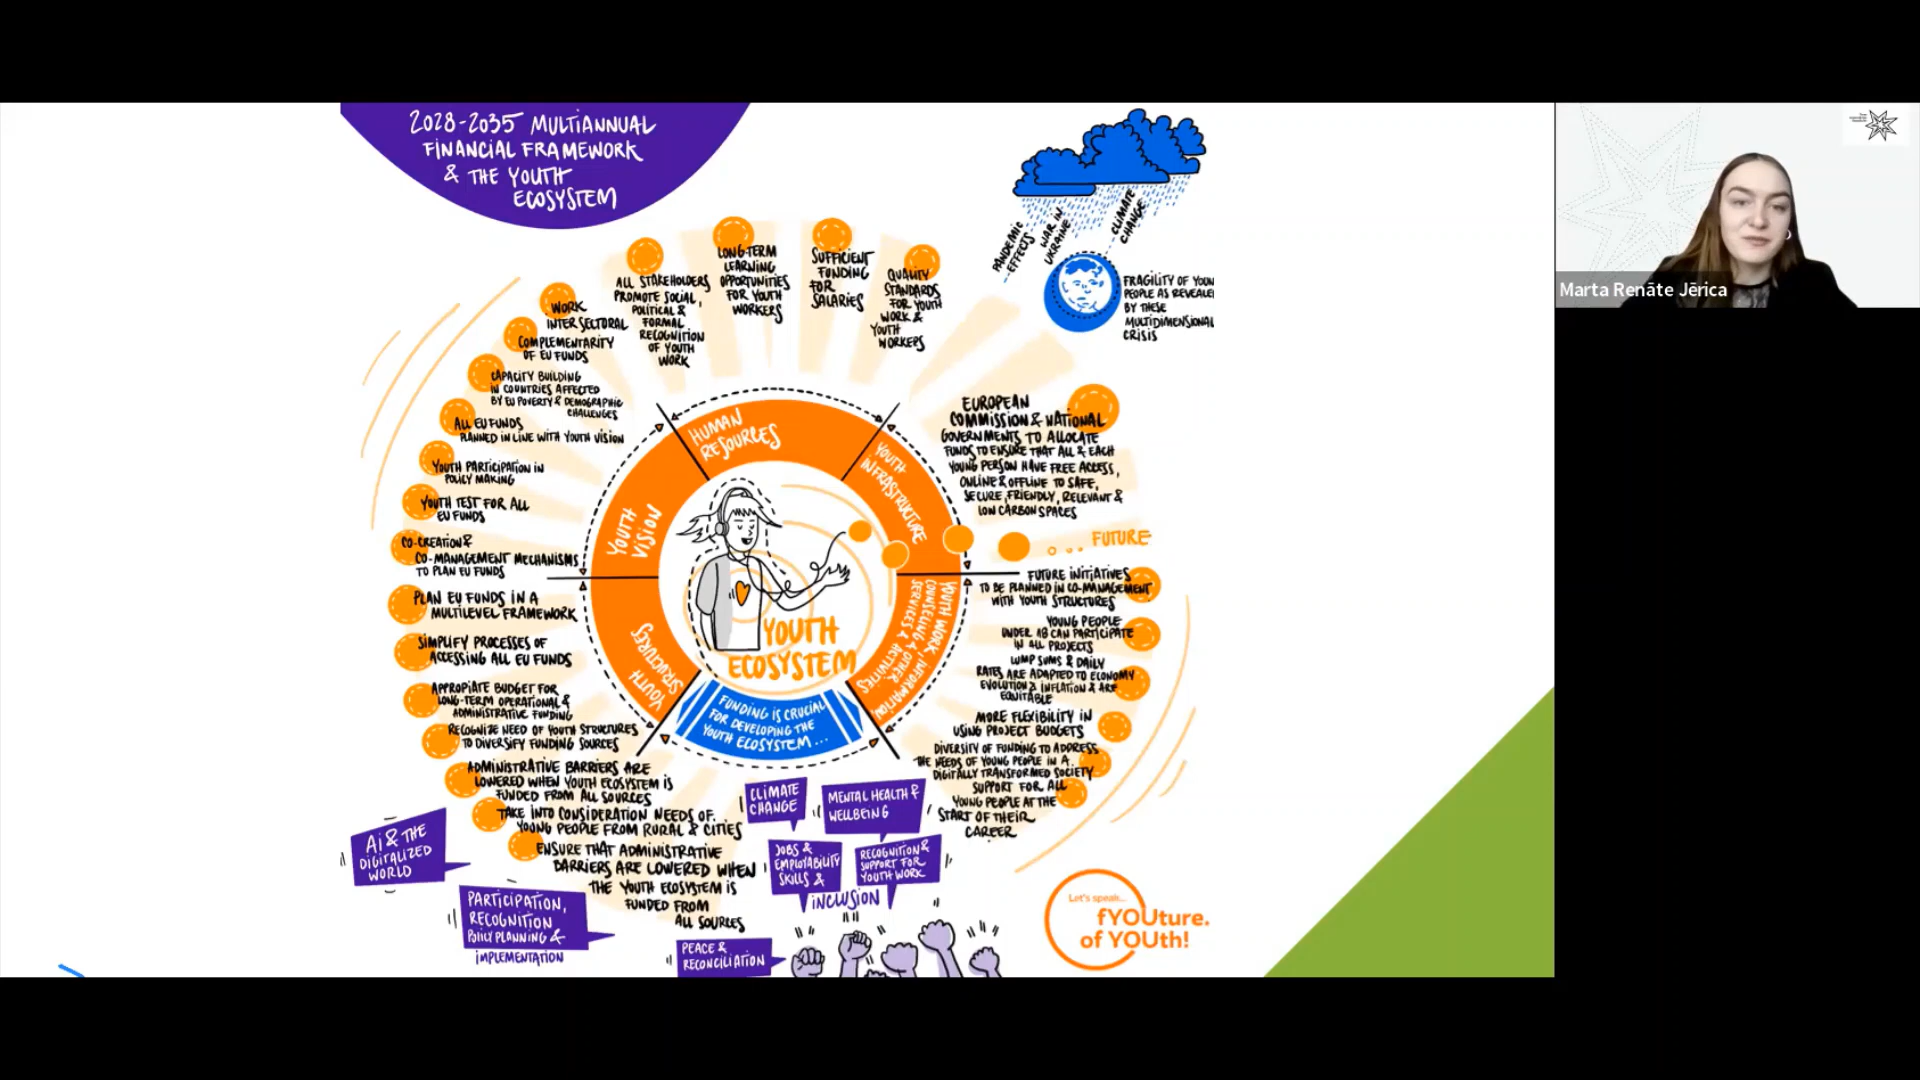 2028-2035 MULTIANNUAL
FINANCIAL FRAMEWORK
& THE YOUTH
ECOSYSTEM
PANDEMIC
EFFECTS
WAR IN
UKRAINE
CLIMATE
CHANGE
FRAGILITY OF YOUN
PEOPLE AS REVEALE
BY THESE
MULTIDIMENSIONAL
CRISIS
Marta Renāte Jērica
WORK
INTERSECTORAL
COMPLEMENTARITY
OF EU FUNDS
CAPACITY BUILDING
IN COUNTRIES AFFECTED
BY EU POVERTY & DEMOGRAPHIC
CHALLENGES
ALL EU FUNDS
PLANNED IN LINE WITH YOUTH VISION
YOUTH PARTICIPATION IN
POLICY MAKING
YOUTH TEST FOR ALL
EU FUNDS
CO-CREATION &
CO-MANAGEMENT MECHANISMS
TO PLAN EU FUNDS
PLAN EU FUNDS IN A
MULTILEVEL FRAMEWORK
SIMPLIFY PROCESSES OF
ACCESSING ALL EU FUNDS
APPROPIATE BUDGET FOR
LONG-TERM OPERATIONAL &
ADMINISTRATIVE FUNDING
RECOGNIZE NEED OF YOUTH STRUCTURES
TO DIVERSIFY FUNDING SOURCES
ADMINISTRATIVE BARRIERS ARE
LOWERED WHEN YOUTH ECOSYSTEM IS
FUNDED FROM ALL SOURCES
TAKE INTO CONSIDERATION NEEDS OF
YOUNG PEOPLE FROM RURAL & CITIES
ENSURE THAT ADMINISTRATIVE
BARRIERS ARE LOWERED WHEN
THE YOUTH ECOSYSTEM IS
FUNDED FROM
ALL SOURCES
ALL STAKEHOLDERS
PROMOTE SOCIAL,
POLITICAL &
FORMAL
RECOGNITION
OF YOUTH
WORK
LONG-TERM
LEARNING
OPPORTUNITIES
FOR YOUTH
WORKERS
SUFFICIENT
FUNDING
FOR
SALARIES
QUALITY
STANDARDS
FOR YOUTH
WORK &
YOUTH
WORKERS
EUROPEAN
COMMISSION & NATIONAL
GOVERNMENTS TO ALLOCATE
FUNDS TO ENSURE THAT ALL & EACH
YOUNG PERSON HAVE FREE ACCESS,
ONLINE & OFFLINE TO SAFE,
SECURE, FRIENDLY, RELEVANT &
LOW CARBON SPACES
FUTURE
FUTURE INITIATIVES
TO BE PLANNED IN CO-MANAGEMENT
WITH YOUTH STRUCTURES
YOUNG PEOPLE
UNDER 18 CAN PARTICIPATE
IN ALL PROJECTS
LUMP SUMS & DAILY
RATES ARE ADAPTED TO ECONOMY
EVOLUTION & INFLATION & ARE
EQUITABLE
MORE FLEXIBILITY IN
USING PROJECT BUDGETS
DIVERSITY OF FUNDING TO ADDRESS
THE NEEDS OF YOUNG PEOPLE IN A
DIGITALLY TRANSFORMED SOCIETY
SUPPORT FOR ALL
YOUNG PEOPLE AT THE
START OF THEIR
CAREER
HUMAN
RESOURCES
YOUTH
INFRASTRUCTURE
YOUTH WORK, INFORMATION,
COUNSELING & OTHER
SERVICES & ACTIVITIES
YOUTH
VISION
YOUTH
STRUCTURES
YOUTH
ECOSYSTEM
FUNDING IS CRUCIAL
FOR DEVELOPING THE
YOUTH ECOSYSTEM...
AI & THE
DIGITALIZED
WORLD
PARTICIPATION,
RECOGNITION
POLICY PLANNING &
IMPLEMENTATION
CLIMATE
CHANGE
MENTAL HEALTH &
WELLBEING
JOBS &
EMPLOYABILITY
SKILLS &
RECOGNITION &
SUPPORT FOR
YOUTH WORK
INCLUSION
PEACE &
RECONCILIATION
Let's speak...
fYOUture.
of YOUth!